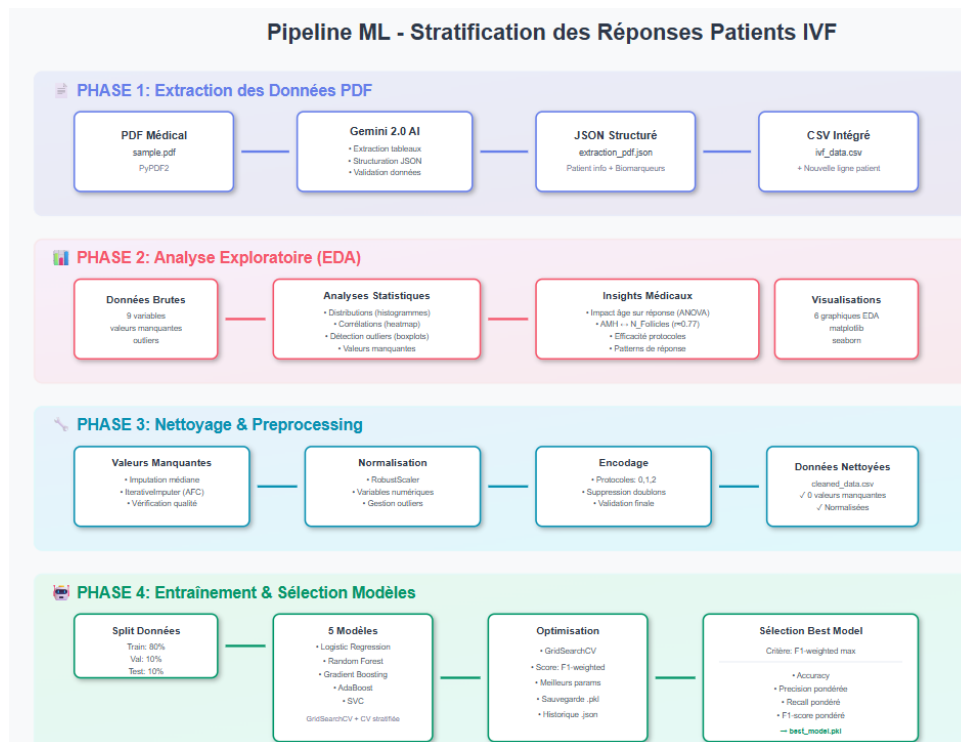 Pipeline ML - Stratification des Réponses Patients IVF
PHASE 1: Extraction des Données PDF
PDF Médical
sample.pdf
PyPDF2
Gemini 2.0 AI
• Extraction tableaux
• Structuration JSON
• Validation données
JSON Structuré
extraction_pdf.json
Patient info + Biomarqueurs
CSV Intégré
ivf_data.csv
+ Nouvelle ligne patient
PHASE 2: Analyse Exploratoire (EDA)
Données Brutes
9 variables
valeurs manquantes
outliers
Analyses Statistiques
• Distributions (histogrammes)
• Corrélations (heatmap)
• Détection outliers (boxplots)
• Valeurs manquantes
Insights Médicaux
• Impact âge sur réponse (ANOVA)
• AMH ↔ N_Follicles (r=0.77)
• Efficacité protocoles
• Patterns de réponse
Visualisations
6 graphiques EDA
matplotlib
seaborn
PHASE 3: Nettoyage & Preprocessing
Valeurs Manquantes
• Imputation médiane
• IterativeImputer (AFC)
• Vérification qualité
Normalisation
• RobustScaler
• Variables numériques
• Gestion outliers
Encodage
• Protocoles: 0,1,2
• Suppression doublons
• Validation finale
Données Nettoyées
cleaned_data.csv
✓ 0 valeurs manquantes
✓ Normalisées
PHASE 4: Entraînement & Sélection Modèles
Split Données
Train: 80%
Val: 10%
Test: 10%
5 Modèles
• Logistic Regression
• Random Forest
• Gradient Boosting
• AdaBoost
• SVC
GridSearchCV + CV stratifiée
Optimisation
• GridSearchCV
• Score: F1-weighted
• Meilleurs params
• Sauvegarde .pkl
• Historique .json
Sélection Best Model
Critère: F1-weighted max
• Accuracy
• Precision pondérée
• Recall pondéré
• F1-score pondéré
→ best_model.pkl